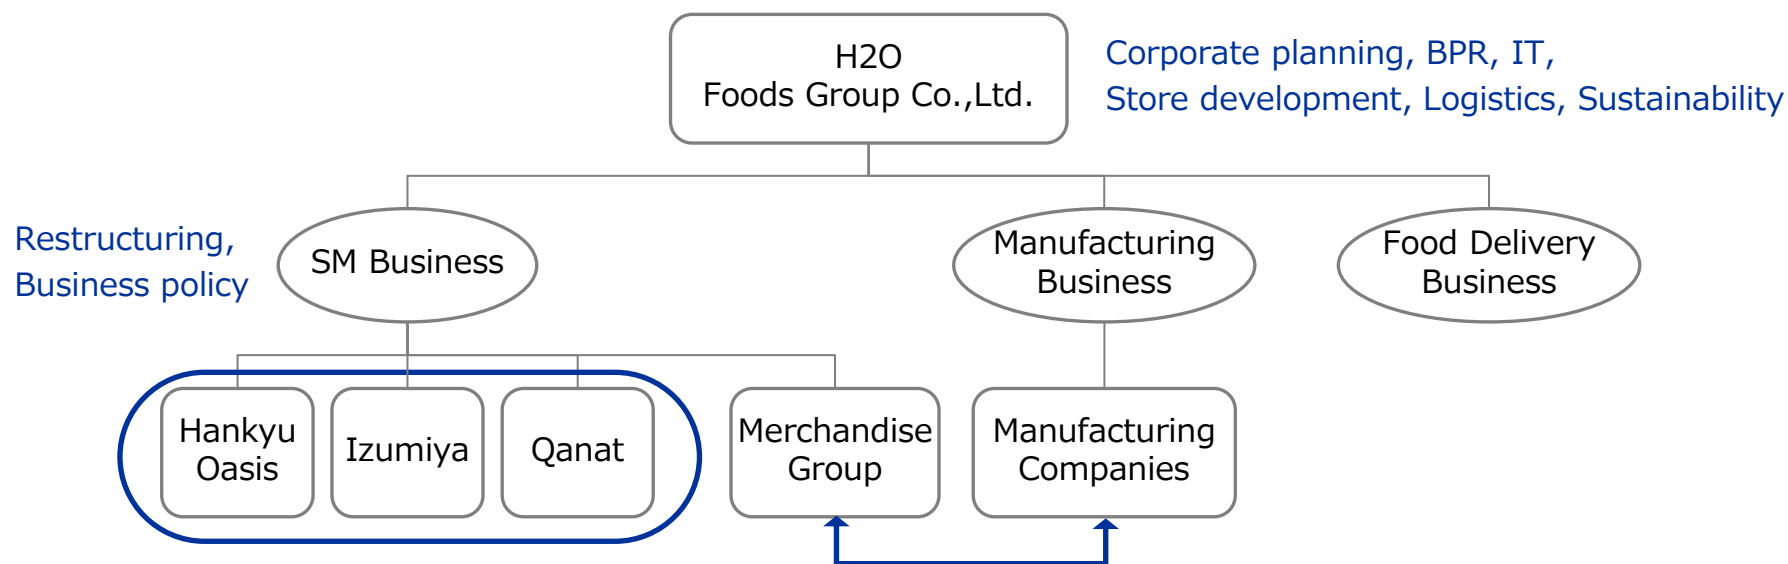 H2O
Foods Group Co.,Ltd.
Corporate planning, BPR, IT,
Store development, Logistics, Sustainability
Restructuring,
Business policy
SM Business
Manufacturing
Business
Food Delivery
Business
Hankyu
Oasis
Izumiya
Qanat
Merchandise
Group
Manufacturing
Companies